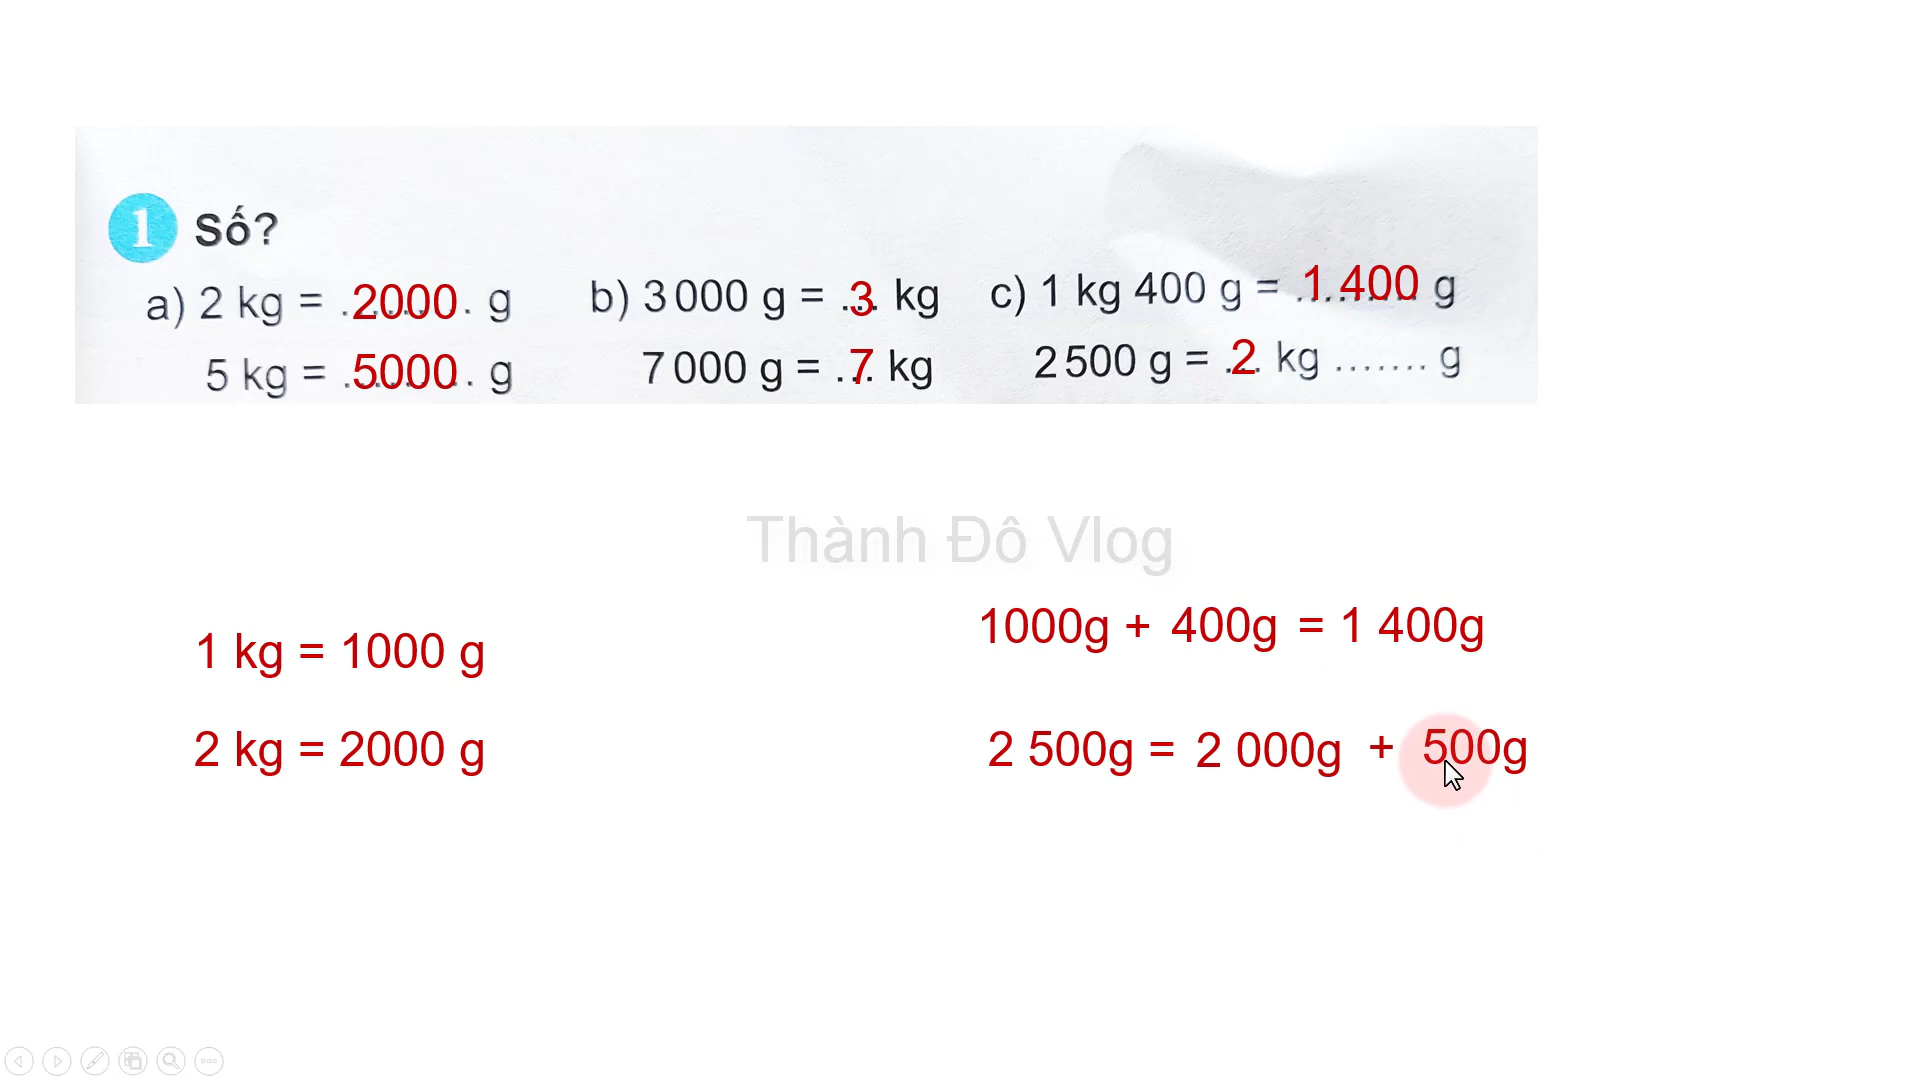 1 Số?
a) 2 kg = .2000. g b) 3 000 g = .3. kg c) 1 kg 400 g = .1 400. g
5 kg = .5000. g 7 000 g = .7. kg 2 500 g = .2. kg ....... g
Thành Đô Vlog
1 kg = 1000 g
1000g + 400g = 1 400g
2 kg = 2000 g
2 500g = 2 000g + 500g